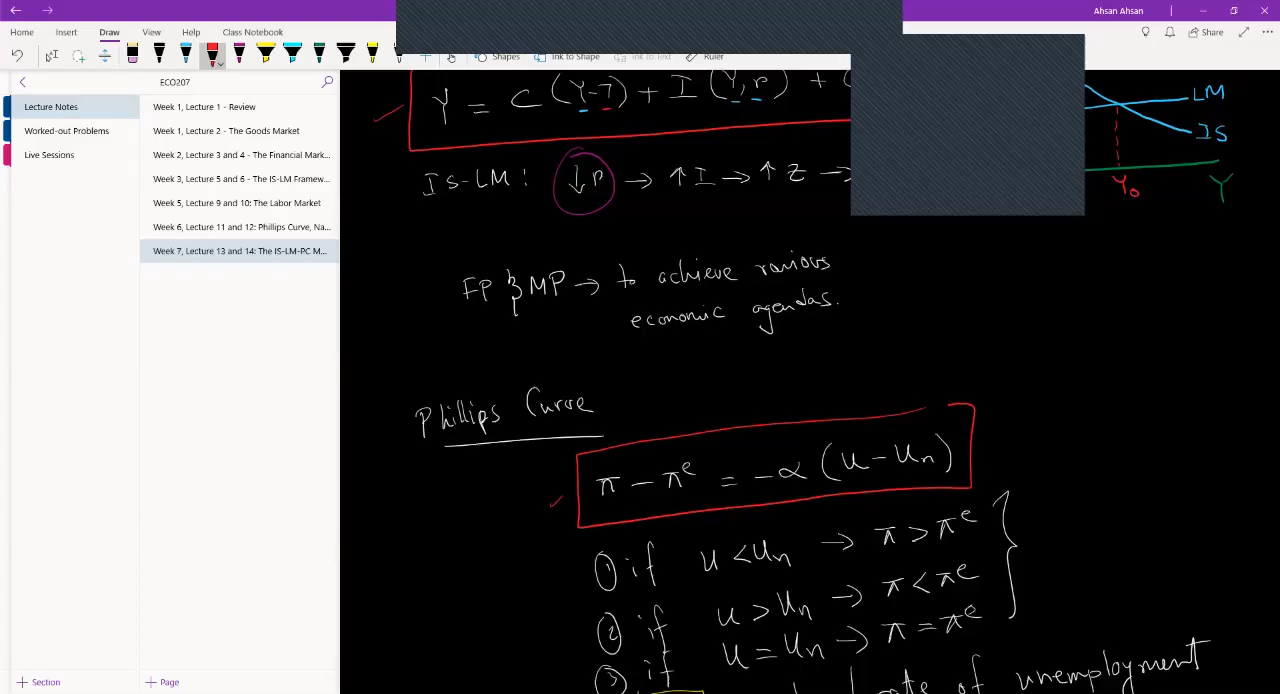 Ahsan Ahsan
Home Insert Draw View Help Class Notebook
Share
Shapes Ink to Shape Ink to Text Ink to Math Ruler
ECO207
Lecture Notes
Worked-out Problems
Live Sessions
Week 1, Lecture 1 - Review
Week 1, Lecture 2 - The Goods Market
Week 2, Lecture 3 and 4 - The Financial Mark...
Week 3, Lecture 5 and 6 - The IS-LM Framew...
Week 5, Lecture 9 and 10: The Labor Market
Week 6, Lecture 11 and 12: Phillips Curve, Na...
Week 7, Lecture 13 and 14: The IS-LM-PC M...
+ Section
+ Page
Y = C (Y-T) + I (Y, r) + (
LM
IS
Y₀
Y
IS-LM: ↓r → ↑I → ↑Z →
FP & MP → to achieve various
economic agendas.
Phillips Curve
π - πᵉ = -α (u - uₙ)
① if u < uₙ → π > πᵉ
② if u > uₙ → π < πᵉ
③ if u = uₙ → π = πᵉ
rate of unemployment